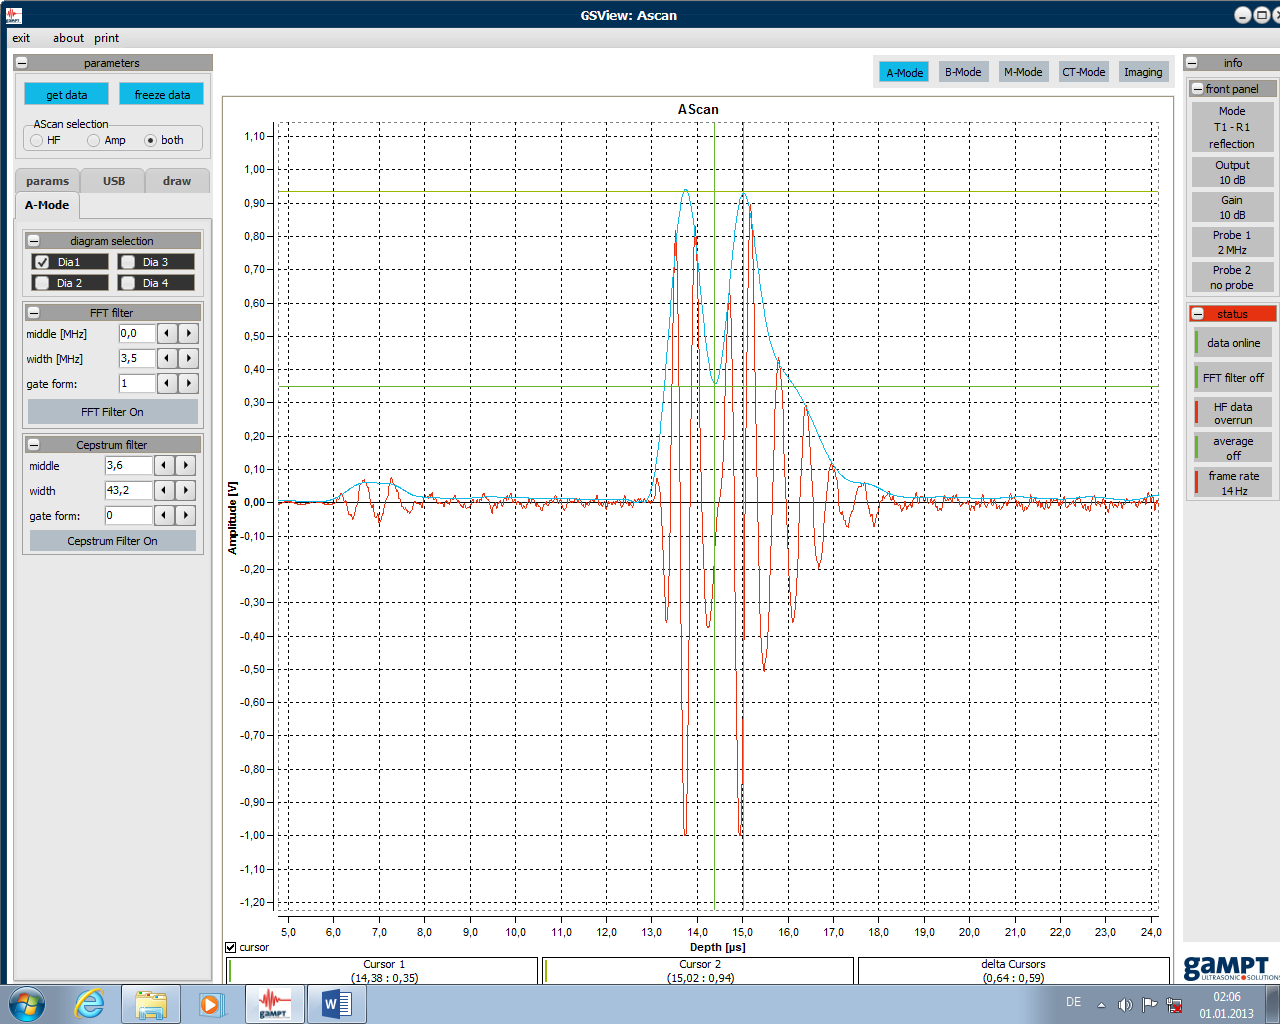 gampt
GSView: Ascan
exit about print
parameters
get data freeze data
AScan selection
HF Amp both
params USB draw
A-Mode
diagram selection
Dia1 Dia 3
Dia 2 Dia 4
FFT filter
middle [MHz] 0,0
width [MHz] 3,5
gate form: 1
FFT Filter On
Cepstrum filter
middle 3,6
width 43,2
gate form: 0
Cepstrum Filter On
A-Mode B-Mode M-Mode CT-Mode Imaging
AScan
1,10
1,00
0,90
0,80
0,70
0,60
0,50
0,40
0,30
0,20
0,10
0,00
-0,10
-0,20
-0,30
-0,40
-0,50
-0,60
-0,70
-0,80
-0,90
-1,00
-1,10
-1,20
Amplitude [V]
5,0 6,0 7,0 8,0 9,0 10,0 11,0 12,0 13,0 14,0 15,0 16,0 17,0 18,0 19,0 20,0 21,0 22,0 23,0 24,0
Depth [µs]
cursor
Cursor 1 Cursor 2 delta Cursors
(14,38 : 0,35) (15,02 : 0,94) (0,64 : 0,59)
info
front panel
Mode
T1 - R1
reflection
Output
10 dB
Gain
10 dB
Probe 1
2 MHz
Probe 2
no probe
status
data online
FFT filter off
HF data
overrun
average
off
frame rate
14 Hz
gampt
ULTRASONIC SOLUTIONS
gampt
W
DE
02:06
01.01.2013